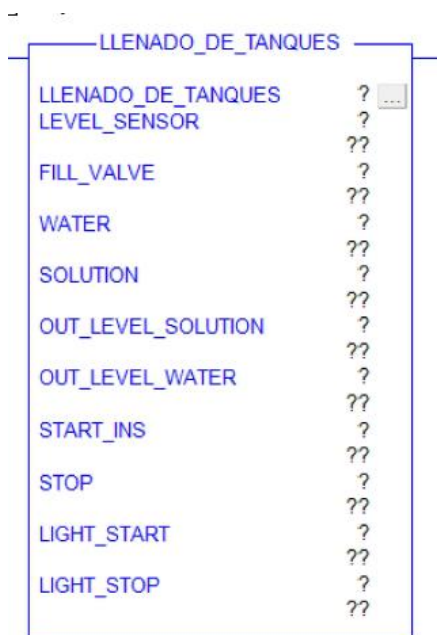 LLENADO_DE_TANQUES
LLENADO_DE_TANQUES ? ...
LEVEL_SENSOR ?
??
FILL_VALVE ?
??
WATER ?
??
SOLUTION ?
??
OUT_LEVEL_SOLUTION ?
??
OUT_LEVEL_WATER ?
??
START_INS ?
??
STOP ?
??
LIGHT_START ?
??
LIGHT_STOP ?
??